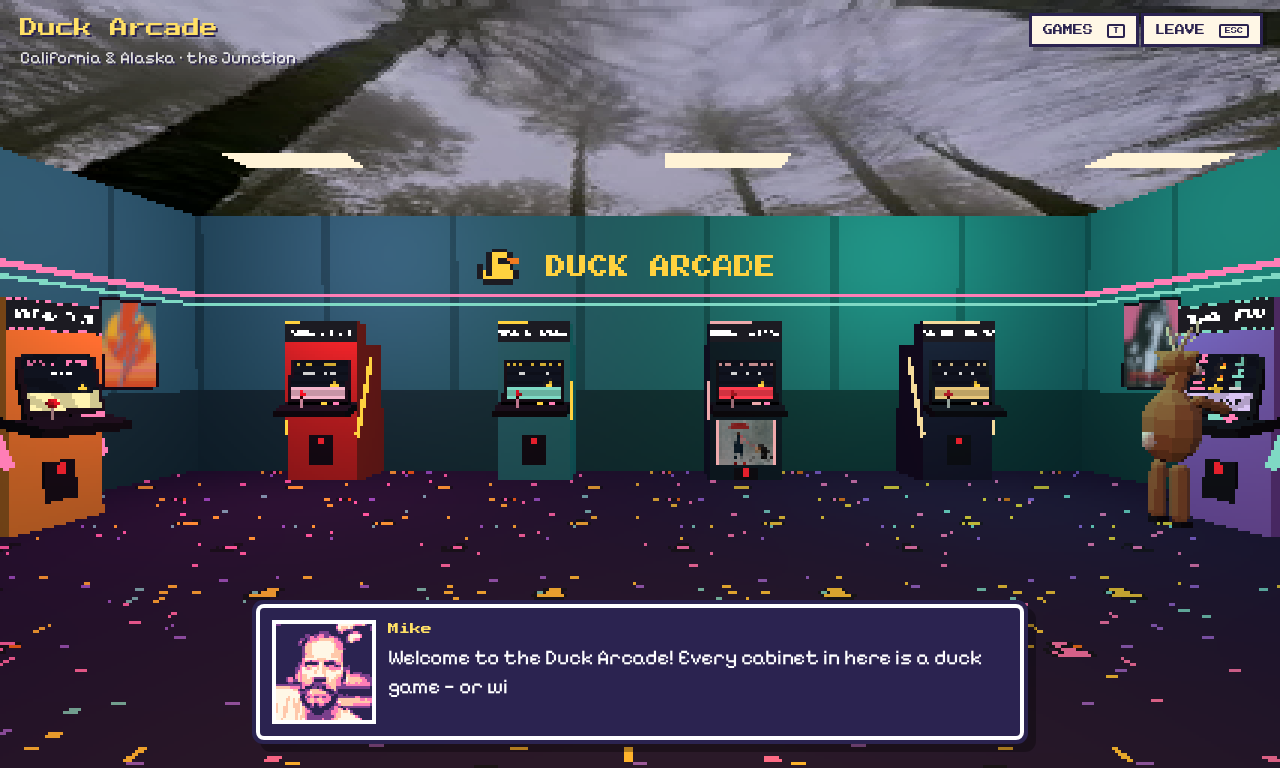 Duck Arcade
California & Alaska · the Junction
GAMES T
LEAVE ESC
DUCK ARCADE
Mike
Welcome to the Duck Arcade! Every cabinet in here is a duck
game - or wi